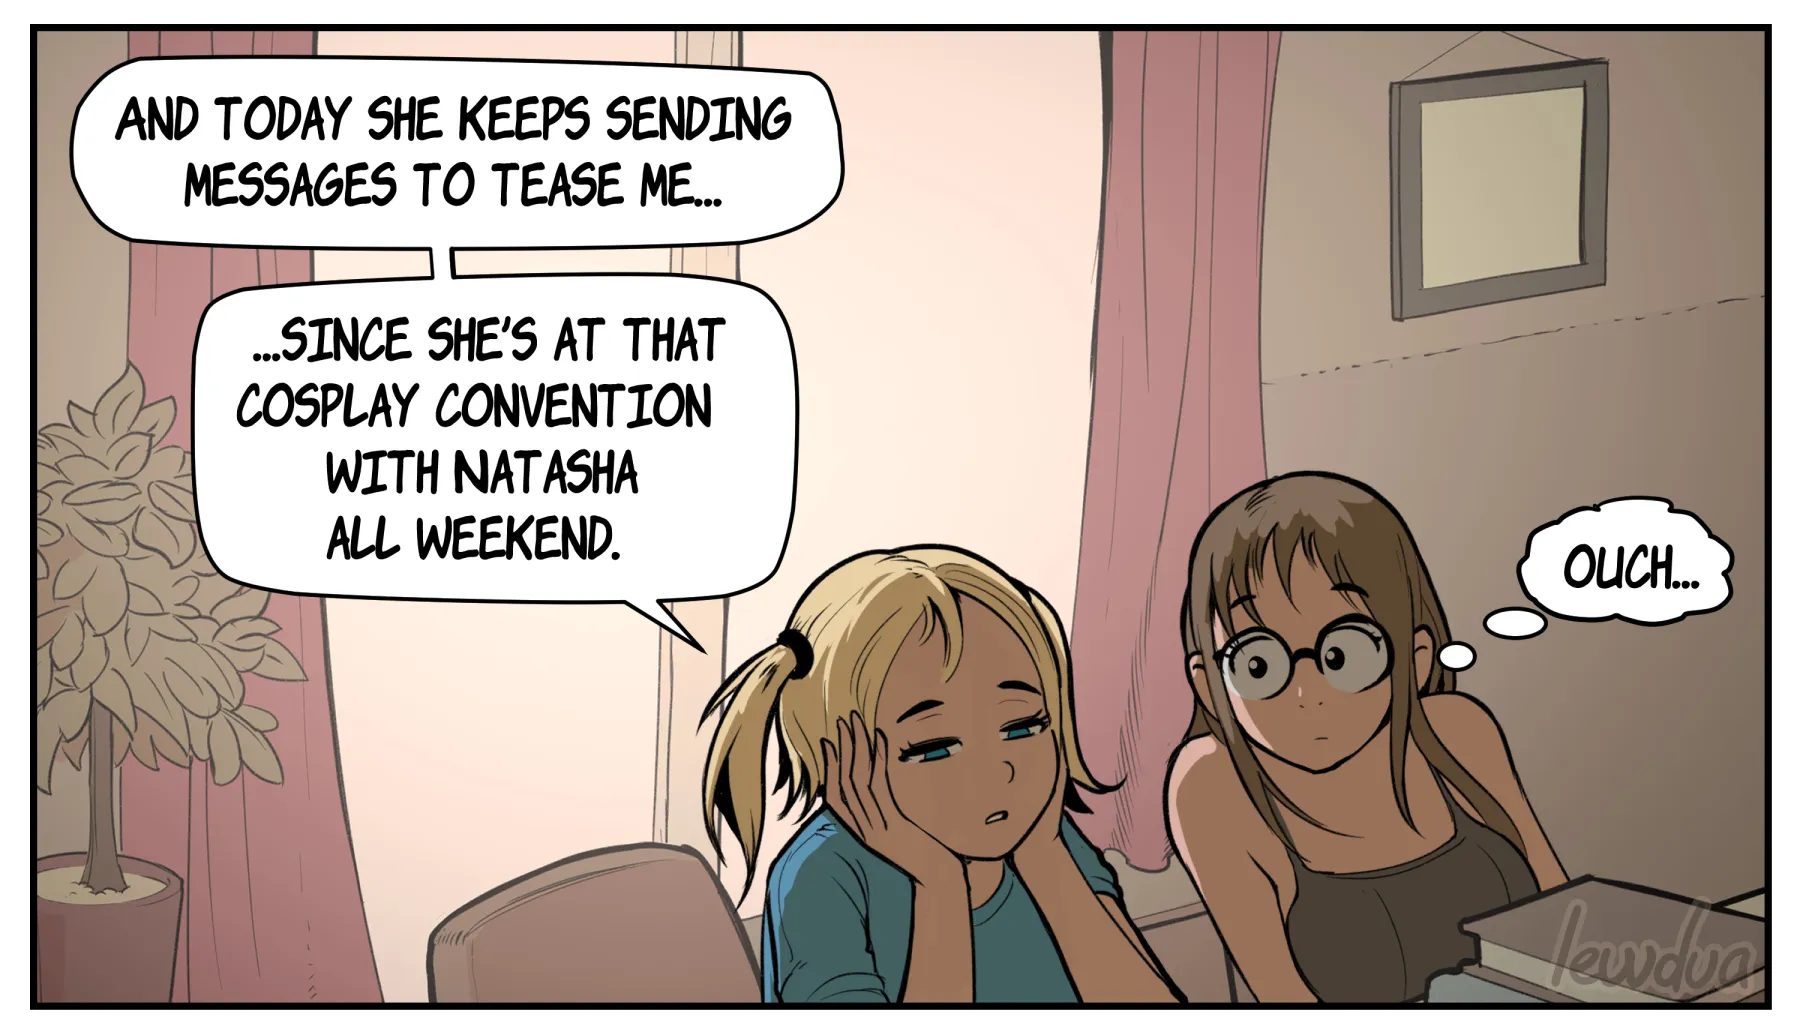 AND TODAY SHE KEEPS SENDING
MESSAGES TO TEASE ME...
...SINCE SHE'S AT THAT
COSPLAY CONVENTION
WITH NATASHA
ALL WEEKEND.
OUCH...
lewdua